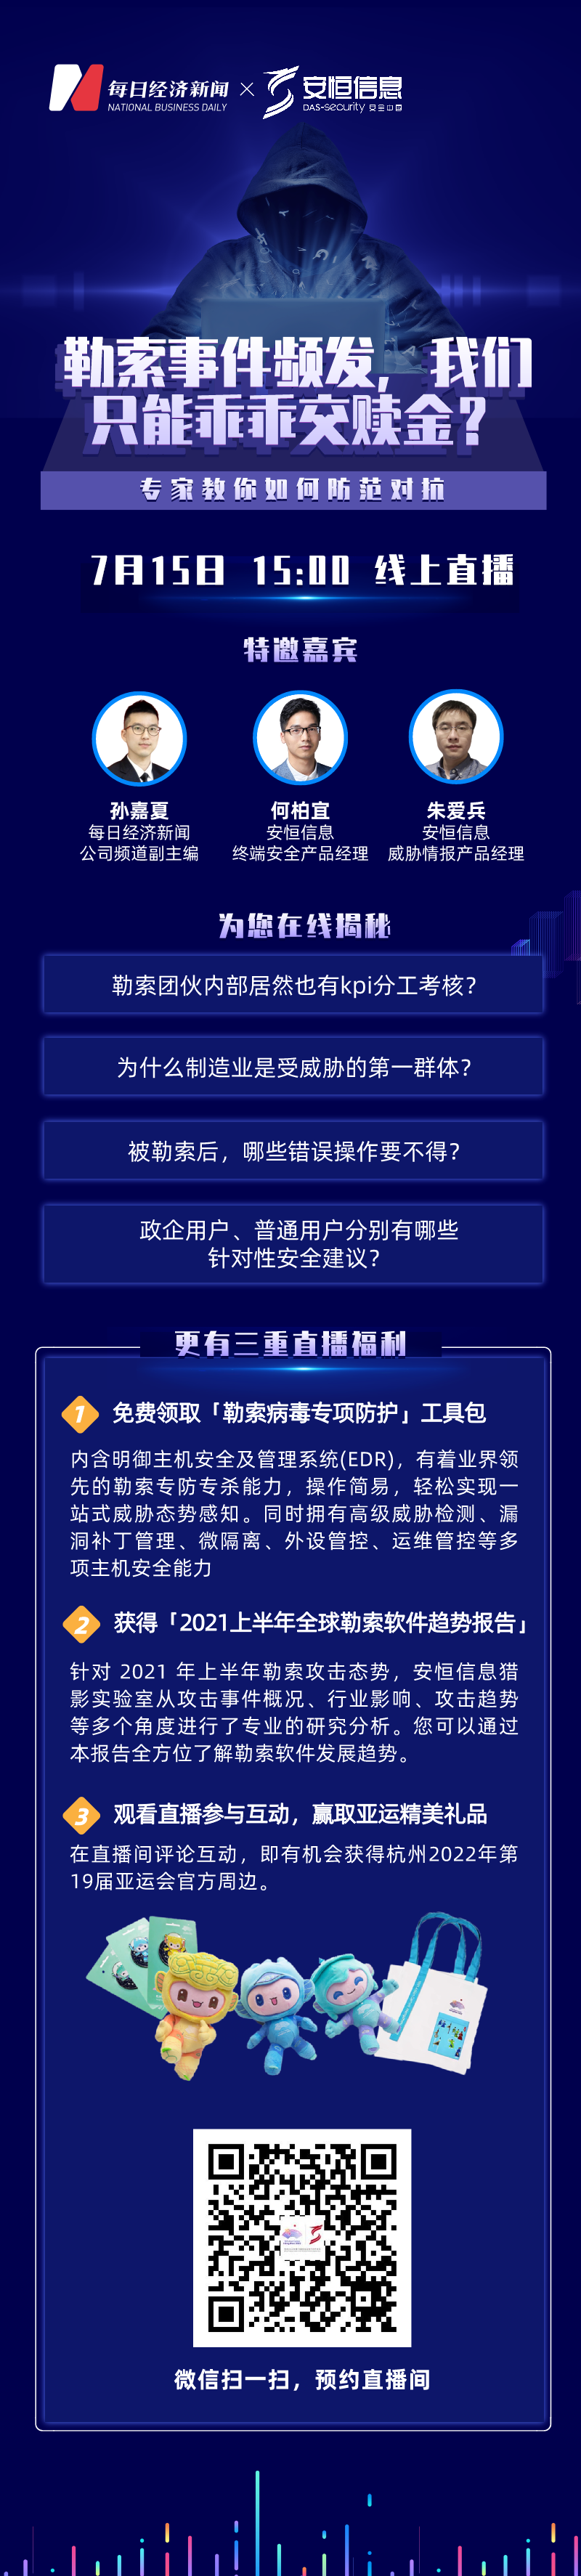 每日经济新闻 × 安恒信息
NATIONAL BUSINESS DAILY DAS-security 安全中国
勒索事件频发，我们
只能乖乖交赎金？
专家教你如何防范对抗
7月15日 15:00 线上直播
特邀嘉宾
孙嘉夏
每日经济新闻
公司频道副主编
何柏宜
安恒信息
终端安全产品经理
朱爱兵
安恒信息
威胁情报产品经理
为您在线揭秘
勒索团伙内部居然也有kpi分工考核？
为什么制造业是受威胁的第一群体？
被勒索后，哪些错误操作要不得？
政企用户、普通用户分别有哪些
针对性安全建议？
更有三重直播福利
1 免费领取「勒索病毒专项防护」工具包
内含明御主机安全及管理系统(EDR)，有着业界领
先的勒索专防专杀能力，操作简易，轻松实现一
站式威胁态势感知。同时拥有高级威胁检测、漏
洞补丁管理、微隔离、外设管控、运维管控等多
项主机安全能力
2 获得「2021上半年全球勒索软件趋势报告」
针对 2021 年上半年勒索攻击态势，安恒信息猎
影实验室从攻击事件概况、行业影响、攻击趋势
等多个角度进行了专业的研究分析。您可以通过
本报告全方位了解勒索软件发展趋势。
3 观看直播参与互动，赢取亚运精美礼品
在直播间评论互动，即有机会获得杭州2022年第
19届亚运会官方周边。
微信扫一扫，预约直播间